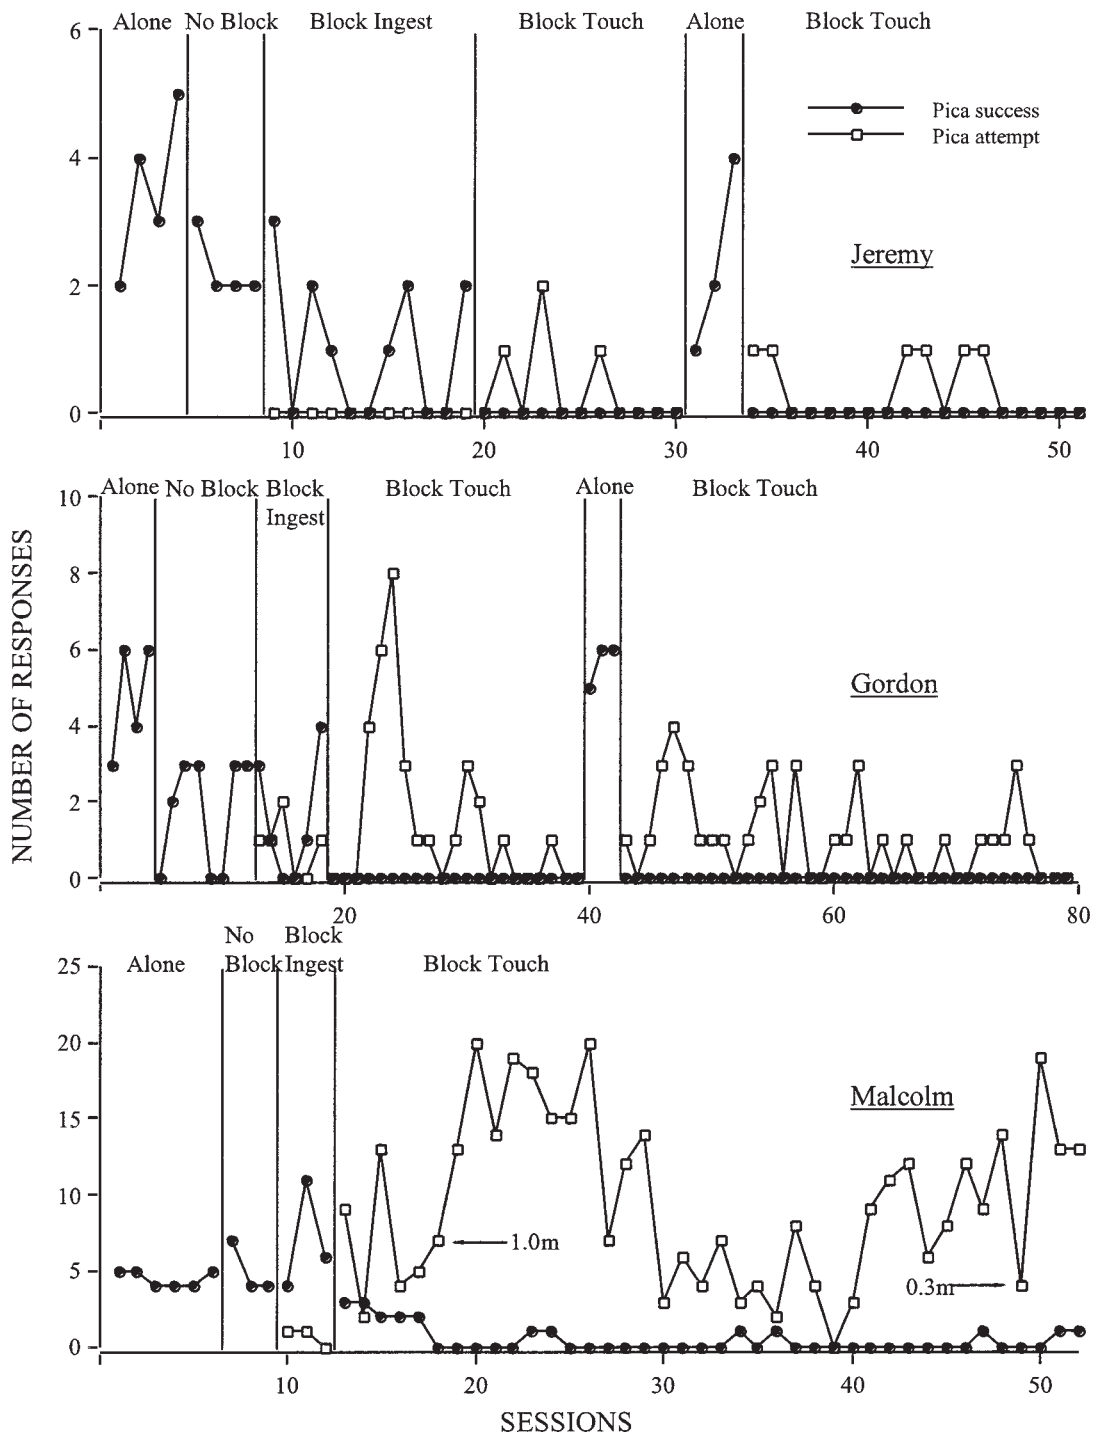 Alone No Block Block Ingest Block Touch Alone Block Touch
6
4
2
0
Pica success
Pica attempt
Jeremy
10 20 30 40 50
Alone No Block Block Ingest Block Touch Alone Block Touch
10
8
6
4
2
0
Gordon
20 40 60 80
NUMBER OF RESPONSES
Alone No Block Block Ingest Block Touch
25
20
15
10
5
0
Malcolm
1.0m
0.3m
10 20 30 40 50
SESSIONS